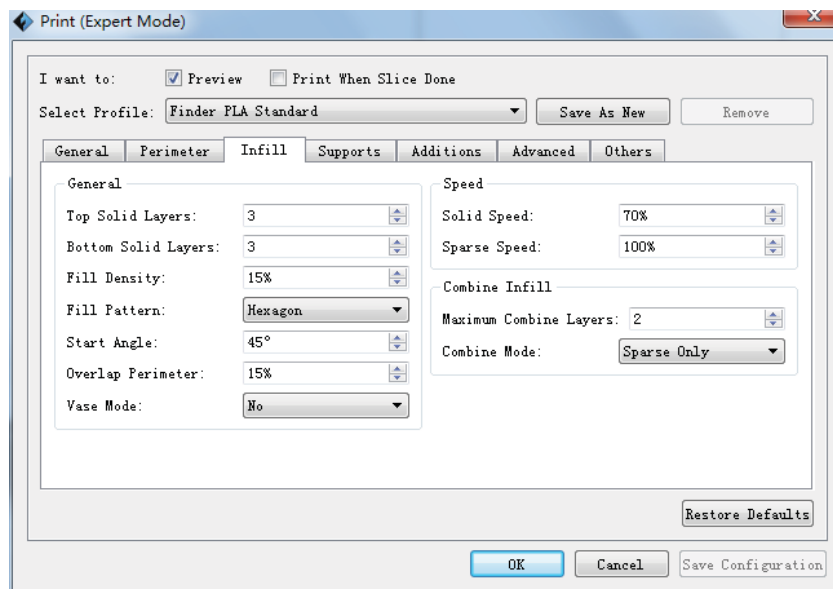 Print (Expert Mode)
I want to: Preview Print When Slice Done
Select Profile: Finder PLA Standard Save As New Remove
General Perimeter Infill Supports Additions Advanced Others
General
Top Solid Layers: 3
Bottom Solid Layers: 3
Fill Density: 15%
Fill Pattern: Hexagon
Start Angle: 45°
Overlap Perimeter: 15%
Vase Mode: No
Speed
Solid Speed: 70%
Sparse Speed: 100%
Combine Infill
Maximum Combine Layers: 2
Combine Mode: Sparse Only
Restore Defaults
OK Cancel Save Configuration